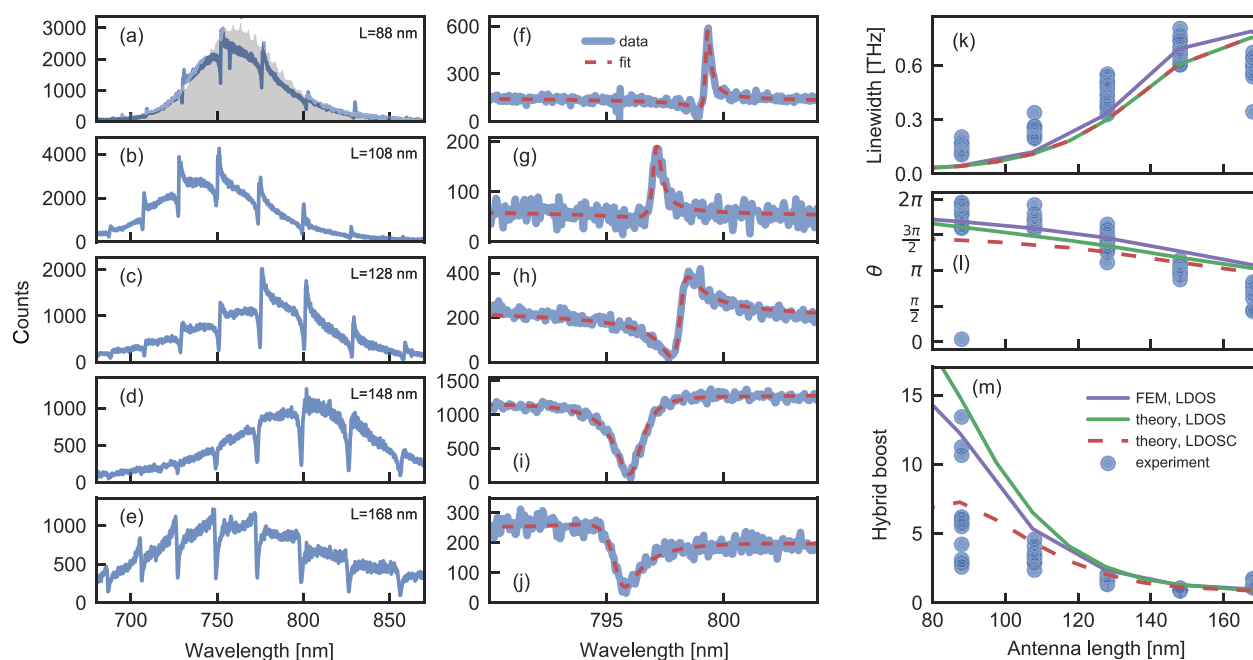 Counts
3000
2000
1000
0
(a)
L=88 nm
4000
2000
0
(b)
L=108 nm
2000
1000
0
(c)
L=128 nm
1000
500
0
(d)
L=148 nm
1000
500
0
(e)
L=168 nm
700 750 800 850
Wavelength [nm]
600
300
0
(f)
data
fit
200
100
0
(g)
400
200
0
(h)
1500
1000
500
0
(i)
300
200
100
0
(j)
795 800
Wavelength [nm]
Linewidth [THz]
0.6
0.3
0.0
(k)
θ
2π
3π/2
π
π/2
0
(l)
Hybrid boost
15
10
5
0
(m)
FEM, LDOS
theory, LDOS
theory, LDOSC
experiment
80 100 120 140 160
Antenna length [nm]